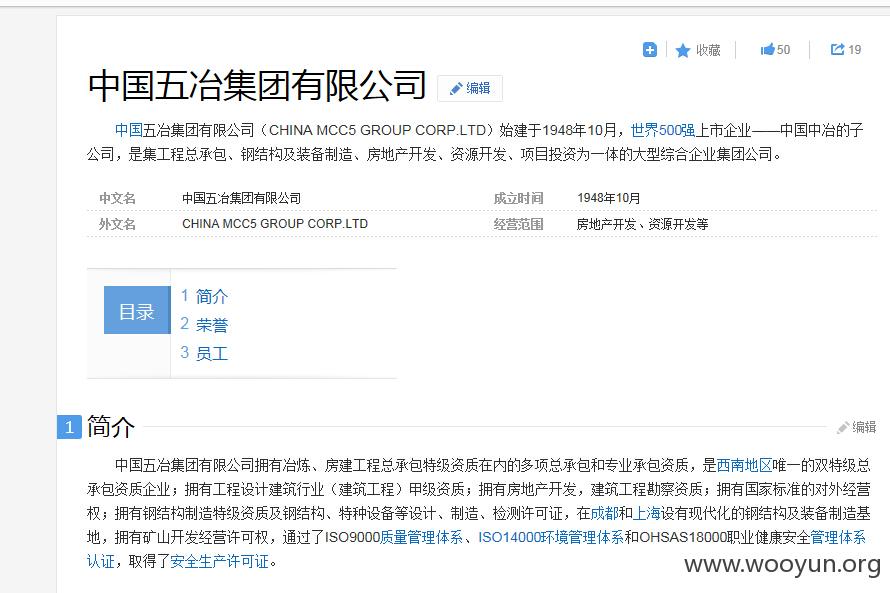 收藏 50 19
中国五冶集团有限公司 编辑
中国五冶集团有限公司（CHINA MCC5 GROUP CORP.LTD）始建于1948年10月，世界500强上市企业——中国中冶的子
公司，是集工程总承包、钢结构及装备制造、房地产开发、资源开发、项目投资为一体的大型综合企业集团公司。
中文名 中国五冶集团有限公司 成立时间 1948年10月
外文名 CHINA MCC5 GROUP CORP.LTD 经营范围 房地产开发、资源开发等
目录
1 简介
2 荣誉
3 员工
1 简介 编辑
中国五冶集团有限公司拥有冶炼、房建工程总承包特级资质在内的多项总承包和专业承包资质，是西南地区唯一的双特级总
承包资质企业；拥有工程设计建筑行业（建筑工程）甲级资质；拥有房地产开发，建筑工程勘察资质；拥有国家标准的对外经营
权；拥有钢结构制造特级资质及钢结构、特种设备等设计、制造、检测许可证，在成都和上海设有现代化的钢结构及装备制造基
地，拥有矿山开发经营许可权，通过了ISO9000质量管理体系、ISO14000环境管理体系和OHSAS18000职业健康安全管理体系
认证，取得了安全生产许可证。
www.wooyun.org